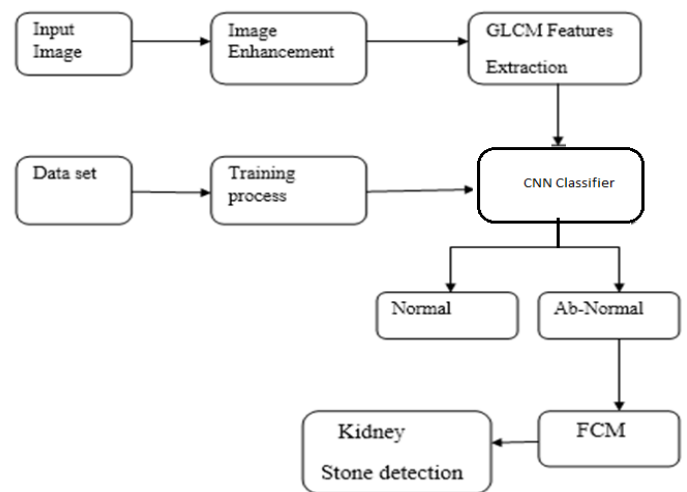 Input
Image
Image
Enhancement
GLCM Features
Extraction
Data set
Training
process
CNN Classifier
Normal
Ab-Normal
Kidney
Stone detection
FCM